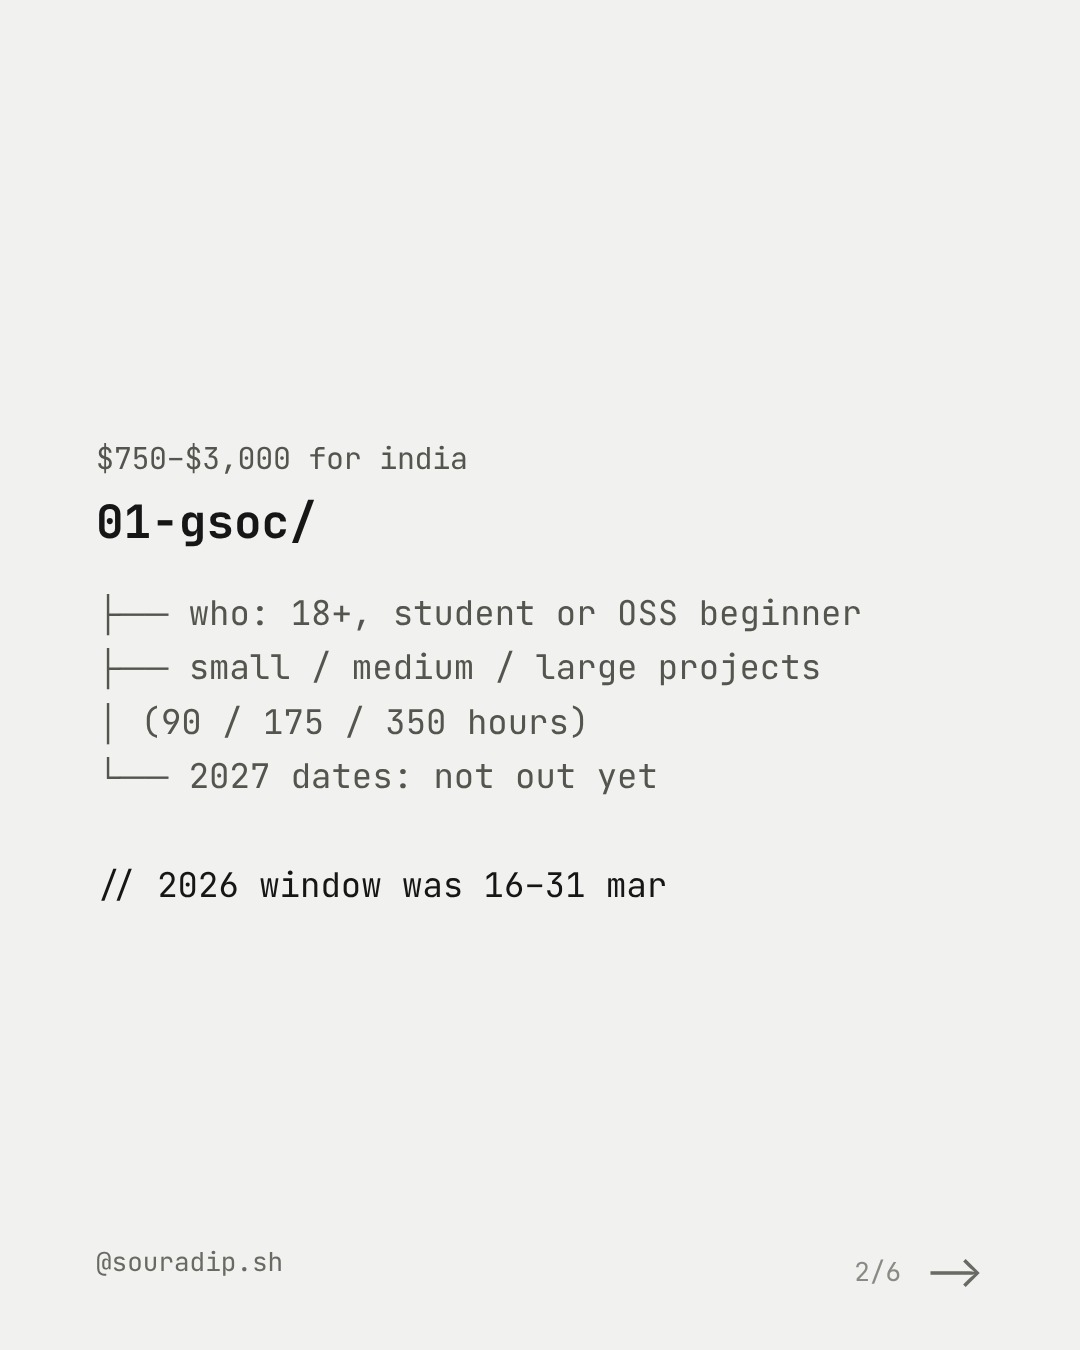 $750–$3,000 for india
01-gsoc/
├── who: 18+, student or OSS beginner
├── small / medium / large projects
│ (90 / 175 / 350 hours)
└── 2027 dates: not out yet
// 2026 window was 16–31 mar
@souradip.sh
2/6 →